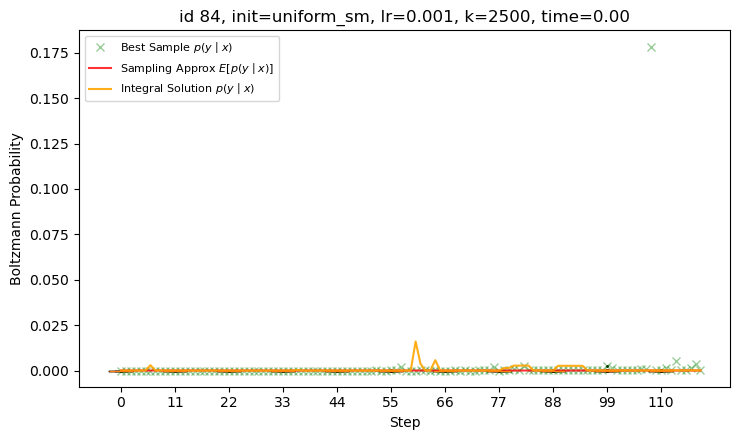 id 84, init=uniform_sm, lr=0.001, k=2500, time=0.00
Best Sample p(y | x)
Sampling Approx E[p(y | x)]
Integral Solution p(y | x)
Boltzmann Probability
0.175
0.150
0.125
0.100
0.075
0.050
0.025
0.000
0 11 22 33 44 55 66 77 88 99 110
Step